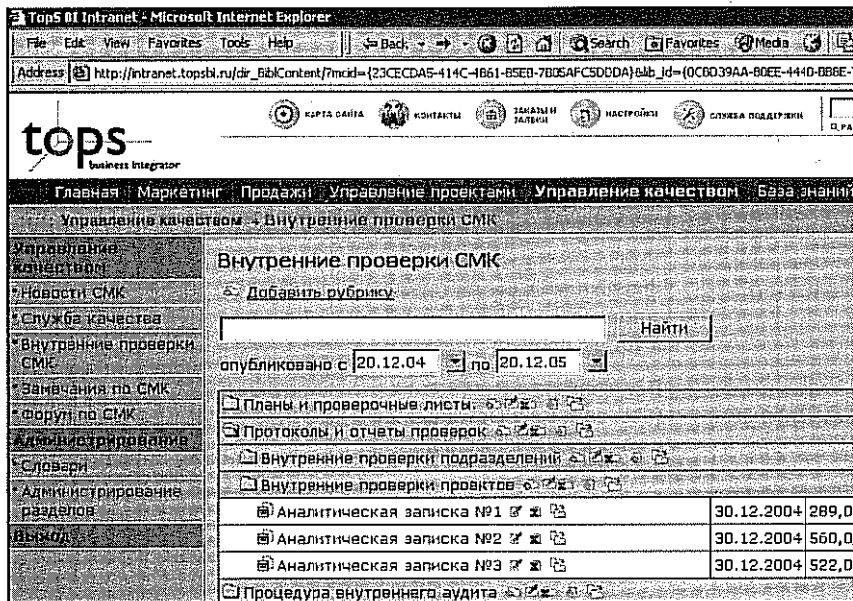 TopS BI Intranet - Microsoft Internet Explorer
File Edit View Favorites Tools Help Back Search Favorites Media
Address http://intranet.topsbi.ru/dir_BiblContent/?mcid={23CECDA5-414C-4B61-B5E0-7B05AFC5DDDA}&lib_Id={0C6D39AA-80EE-444D-BB8E-
КАРТА САЙТА КОНТАКТЫ ЗАКАЗЫ И ЗАЯВКИ НАСТРОЙКИ СЛУЖБА ПОДДЕРЖКИ
tops
business integrator
Главная Маркетинг Продажи Управление проектами Управление качеством База знаний
Управление качеством Внутренние проверки СМК
Управление качеством
Новости СМК
Служба качества
Внутренние проверки СМК
Замечания по СМК
Форум по СМК
Администрирование
Словари
Администрирование разделов
Выход
Внутренние проверки СМК
Добавить рубрику
Найти
опубликовано с 20.12.04 по 20.12.05
Планы и проверочные листы
Протоколы и отчеты проверок
Внутренние проверки подразделений
Внутренние проверки проектов
Аналитическая записка №1 30.12.2004 289,0
Аналитическая записка №2 30.12.2004 560,0
Аналитическая записка №3 30.12.2004 522,0
Процедура внутреннего аудита